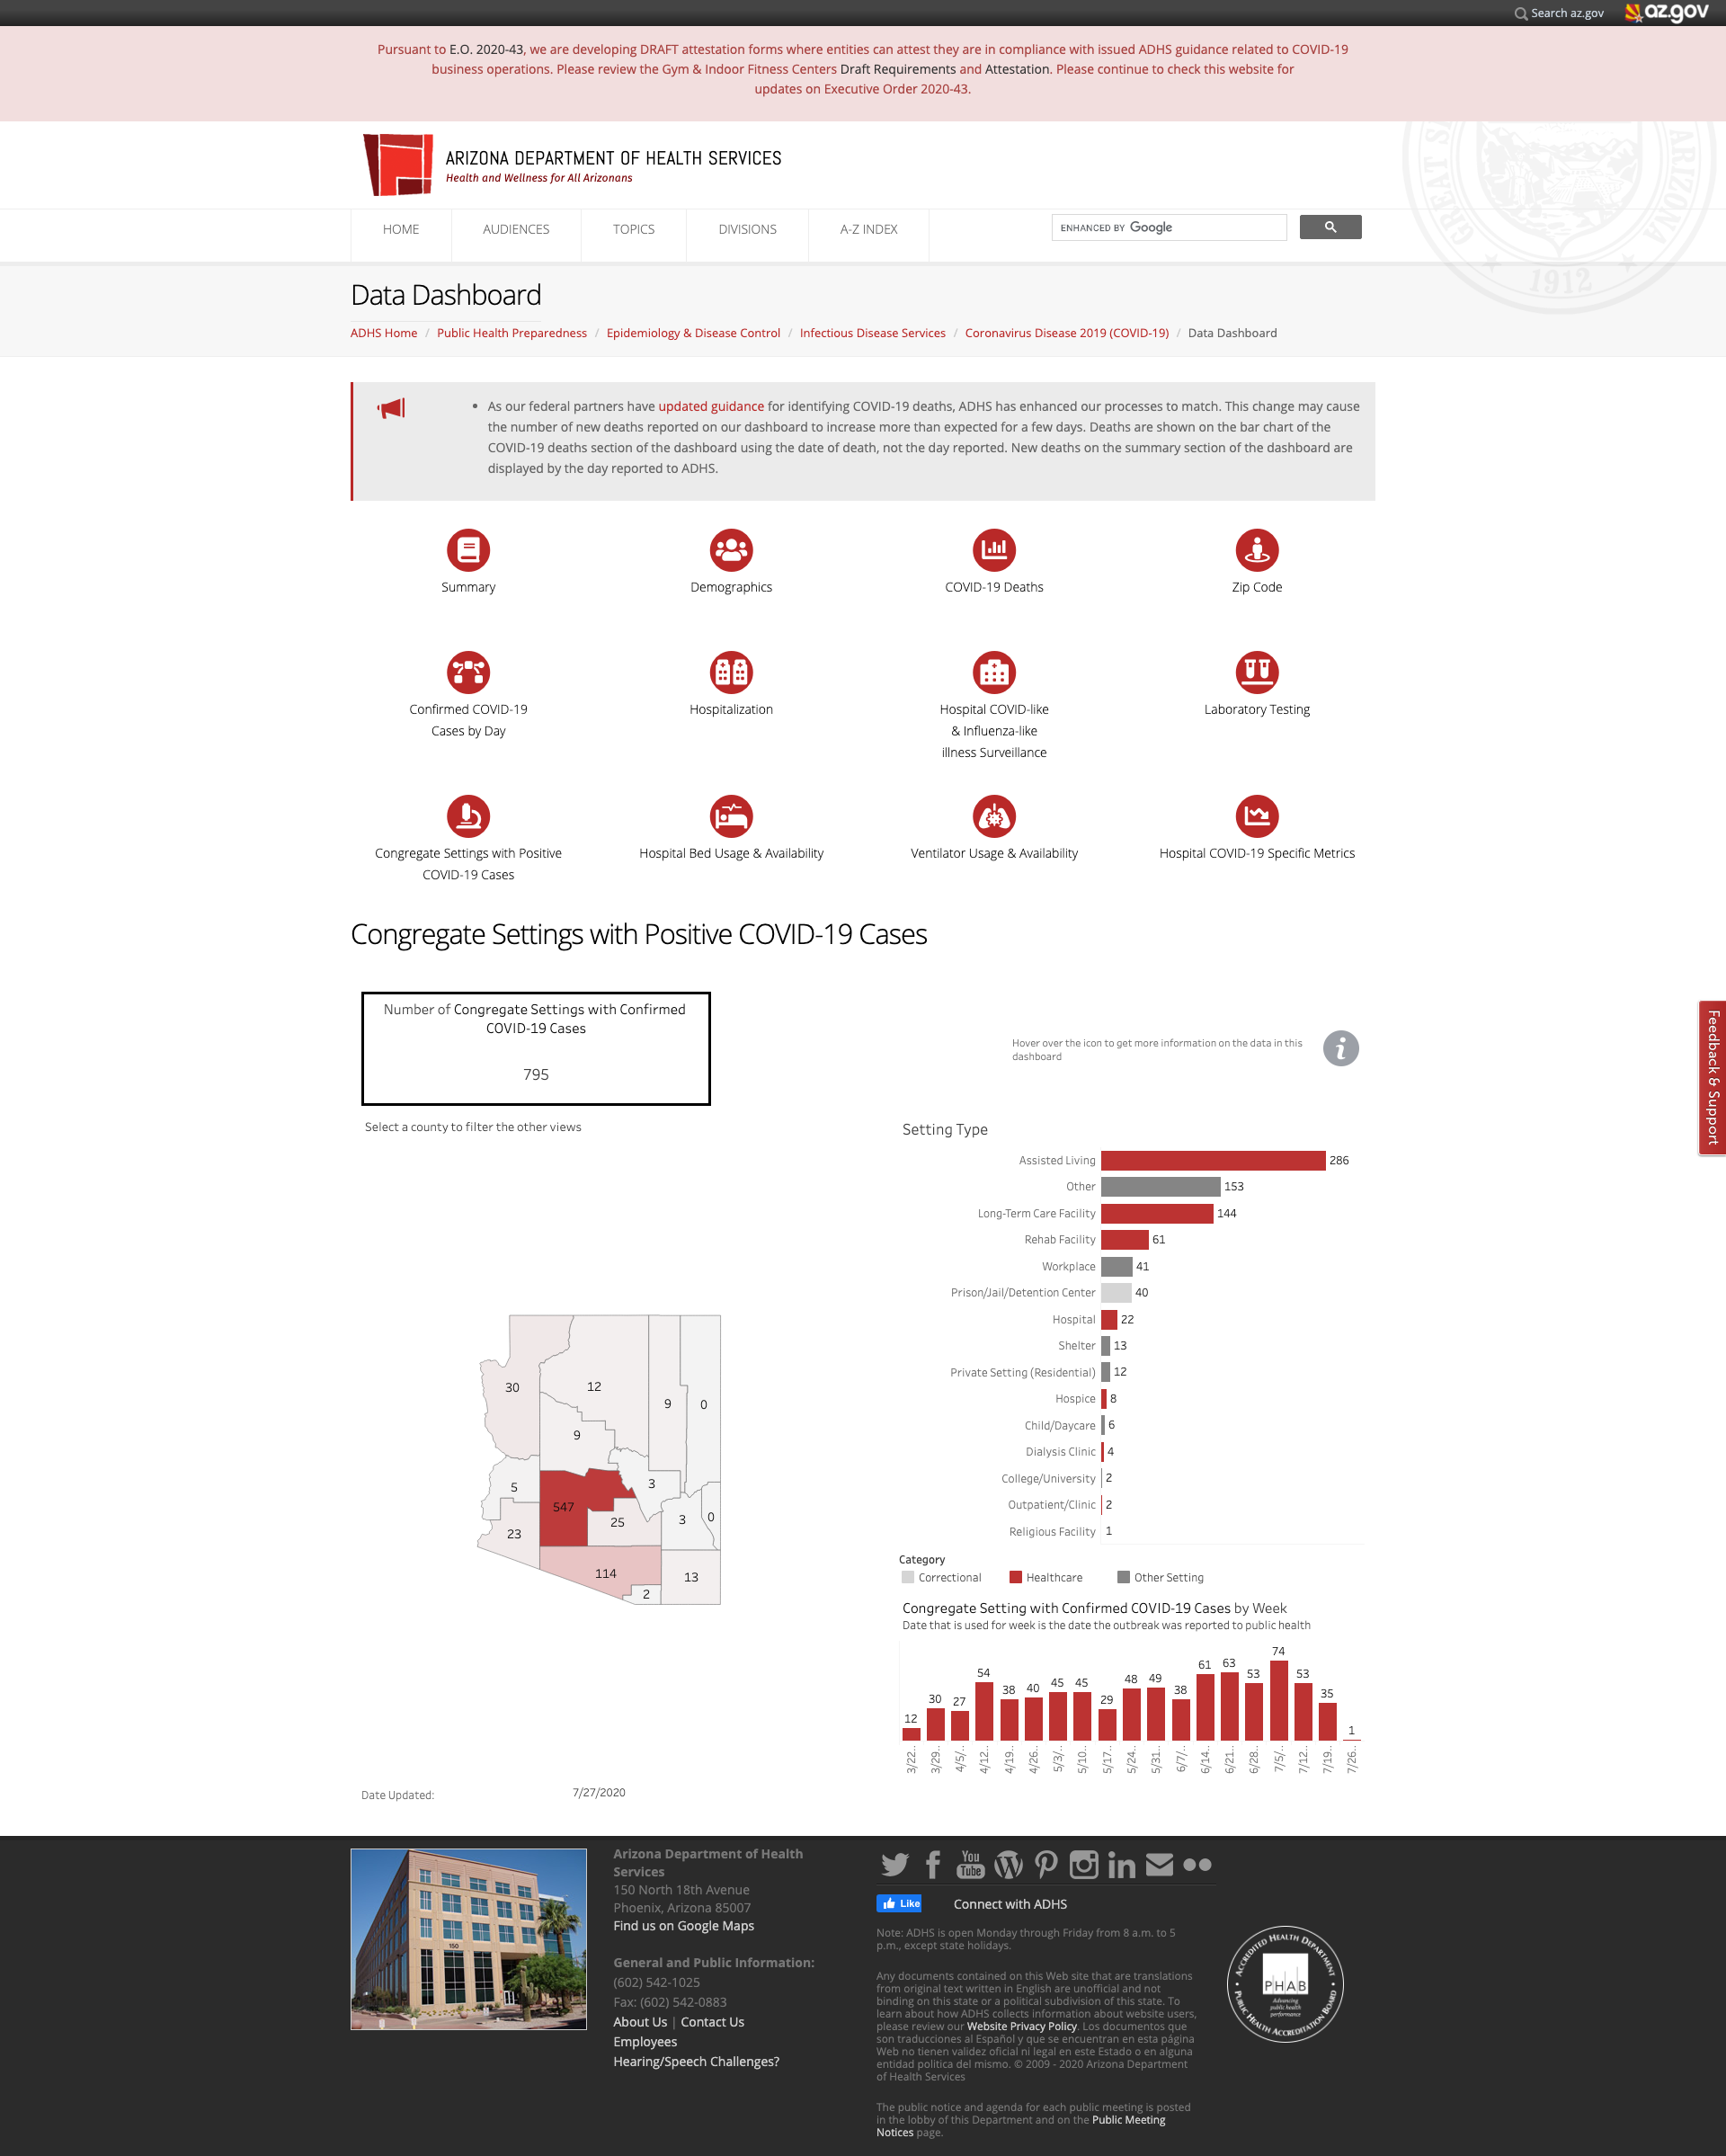 Search az.gov
az.gov
Pursuant to E.O. 2020-43, we are developing DRAFT attestation forms where entities can attest they are in compliance with issued ADHS guidance related to COVID-19
business operations. Please review the Gym & Indoor Fitness Centers Draft Requirements and Attestation. Please continue to check this website for
updates on Executive Order 2020-43.
ARIZONA DEPARTMENT OF HEALTH SERVICES
Health and Wellness for All Arizonans
GREAT SEAL
ARIZONA
1912
HOME
AUDIENCES
TOPICS
DIVISIONS
A-Z INDEX
ENHANCED BY Google
Data Dashboard
ADHS Home / Public Health Preparedness / Epidemiology & Disease Control / Infectious Disease Services / Coronavirus Disease 2019 (COVID-19) / Data Dashboard
• As our federal partners have updated guidance for identifying COVID-19 deaths, ADHS has enhanced our processes to match. This change may cause
the number of new deaths reported on our dashboard to increase more than expected for a few days. Deaths are shown on the bar chart of the
COVID-19 deaths section of the dashboard using the date of death, not the day reported. New deaths on the summary section of the dashboard are
displayed by the day reported to ADHS.
Summary
Demographics
COVID-19 Deaths
Zip Code
Confirmed COVID-19
Cases by Day
Hospitalization
Hospital COVID-like
& Influenza-like
illness Surveillance
Laboratory Testing
Congregate Settings with Positive
COVID-19 Cases
Hospital Bed Usage & Availability
Ventilator Usage & Availability
Hospital COVID-19 Specific Metrics
Congregate Settings with Positive COVID-19 Cases
Number of Congregate Settings with Confirmed
COVID-19 Cases
795
Select a county to filter the other views
Hover over the icon to get more information on the data in this
dashboard
i
Feedback & Support
30
12
9
0
9
5
3
547
25
3
0
23
114
13
2
Setting Type
Assisted Living 286
Other 153
Long-Term Care Facility 144
Rehab Facility 61
Workplace 41
Prison/Jail/Detention Center 40
Hospital 22
Shelter 13
Private Setting (Residential) 12
Hospice 8
Child/Daycare 6
Dialysis Clinic 4
College/University 2
Outpatient/Clinic 2
Religious Facility 1
Category
Correctional Healthcare Other Setting
Congregate Setting with Confirmed COVID-19 Cases by Week
Date that is used for week is the date the outbreak was reported to public health
12 30 27 54 38 40 45 45 29 48 49 38 61 63 53 74 53 35 1
3/22.. 3/29.. 4/5/.. 4/12.. 4/19.. 4/26.. 5/3/.. 5/10.. 5/17.. 5/24.. 5/31.. 6/7/.. 6/14.. 6/21.. 6/28.. 7/5/.. 7/12.. 7/19.. 7/26..
Date Updated: 7/27/2020
150
Arizona Department of Health
Services
150 North 18th Avenue
Phoenix, Arizona 85007
Find us on Google Maps
General and Public Information:
(602) 542-1025
Fax: (602) 542-0883
About Us | Contact Us
Employees
Hearing/Speech Challenges?
You
Tube
in
Like
Connect with ADHS
Note: ADHS is open Monday through Friday from 8 a.m. to 5
p.m., except state holidays.
Any documents contained on this Web site that are translations
from original text written in English are unofficial and not
binding on this state or a political subdivision of this state. To
learn about how ADHS collects information about website users,
please review our Website Privacy Policy. Los documentos que
son traducciones al Español y que se encuentran en esta página
Web no tienen validez oficial ni legal en este Estado o en alguna
entidad politica del mismo. © 2009 - 2020 Arizona Department
of Health Services
The public notice and agenda for each public meeting is posted
in the lobby of this Department and on the Public Meeting
Notices page.
ACCREDITED HEALTH DEPARTMENT
PHAB
Advancing
public health
performance
PUBLIC HEALTH ACCREDITATION BOARD